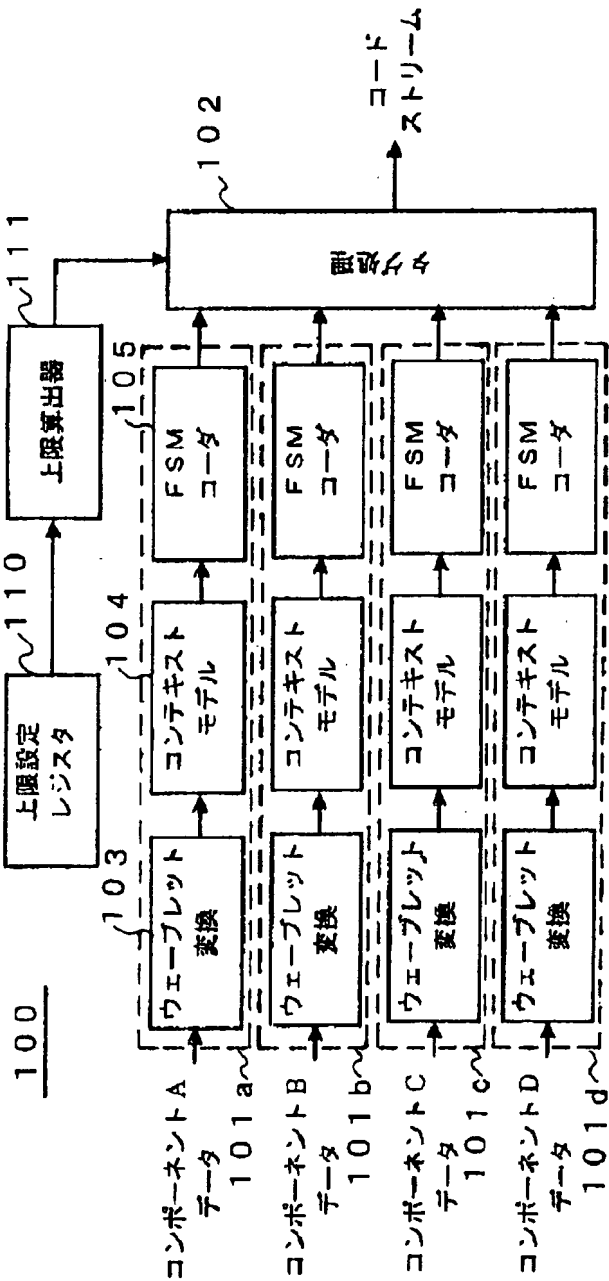 100
110
上限設定
レジスタ
111
上限算出器
102
タグ処理
コード
ストリーム
103
104
105
コンポーネントA
データ
101a
ウェーブレット
変換
コンテキスト
モデル
FSM
コーダ
コンポーネントB
データ
101b
ウェーブレット
変換
コンテキスト
モデル
FSM
コーダ
コンポーネントC
データ
101c
ウェーブレット
変換
コンテキスト
モデル
FSM
コーダ
コンポーネントD
データ
101d
ウェーブレット
変換
コンテキスト
モデル
FSM
コーダ